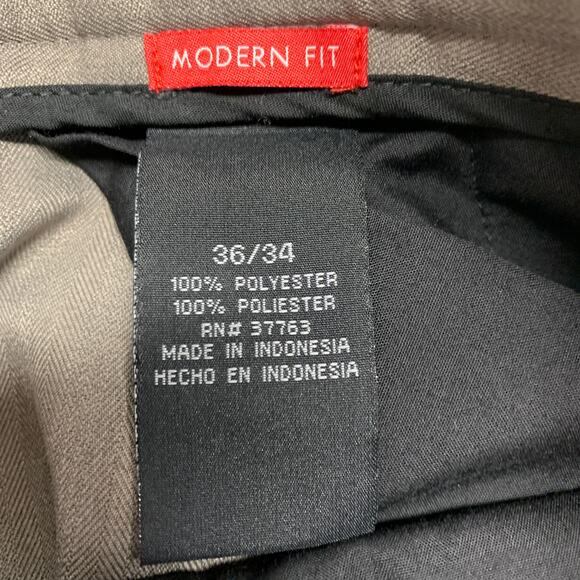 MODERN FIT
36/34
100% POLYESTER
100% POLIESTER
RN# 37763
MADE IN INDONESIA
HECHO EN INDONESIA